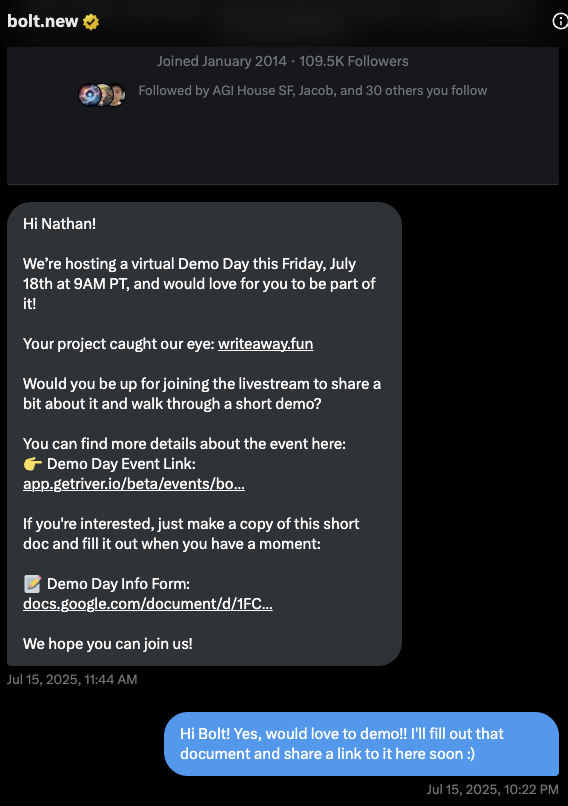 bolt.new
Joined January 2014 · 109.5K Followers
Followed by AGI House SF, Jacob, and 30 others you follow
Hi Nathan!
We’re hosting a virtual Demo Day this Friday, July
18th at 9AM PT, and would love for you to be part of
it!
Your project caught our eye: writeaway.fun
Would you be up for joining the livestream to share a
bit about it and walk through a short demo?
You can find more details about the event here:
👉 Demo Day Event Link:
app.getriver.io/beta/events/bo...
If you're interested, just make a copy of this short
doc and fill it out when you have a moment:
📝 Demo Day Info Form:
docs.google.com/document/d/1FC...
We hope you can join us!
Jul 15, 2025, 11:44 AM
Hi Bolt! Yes, would love to demo!! I'll fill out that
document and share a link to it here soon :)
Jul 15, 2025, 10:22 PM